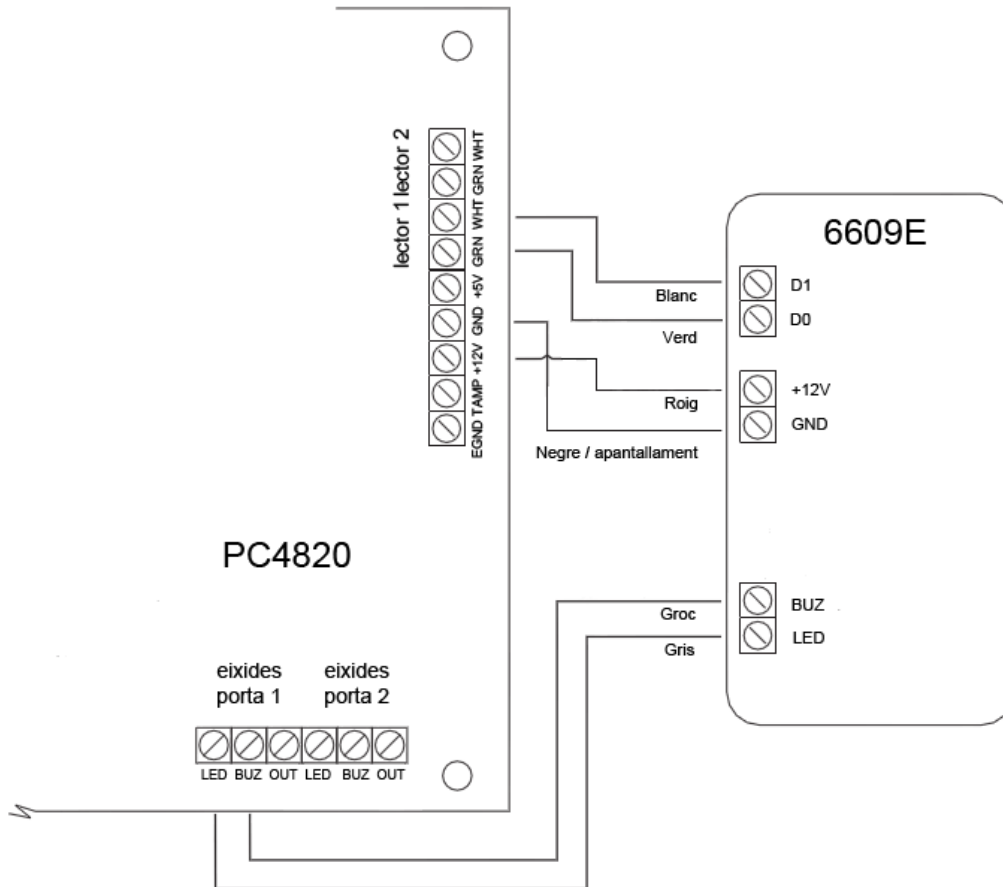 lector 1 lector 2
WHT
GRN
WHT
GRN
+5V
GND
+12V
TAMP
EGND
6609E
D1
D0
+12V
GND
BUZ
LED
Blanc
Verd
Roig
Negre / apantallament
Groc
Gris
PC4820
eixides
porta 1
eixides
porta 2
LED BUZ OUT LED BUZ OUT